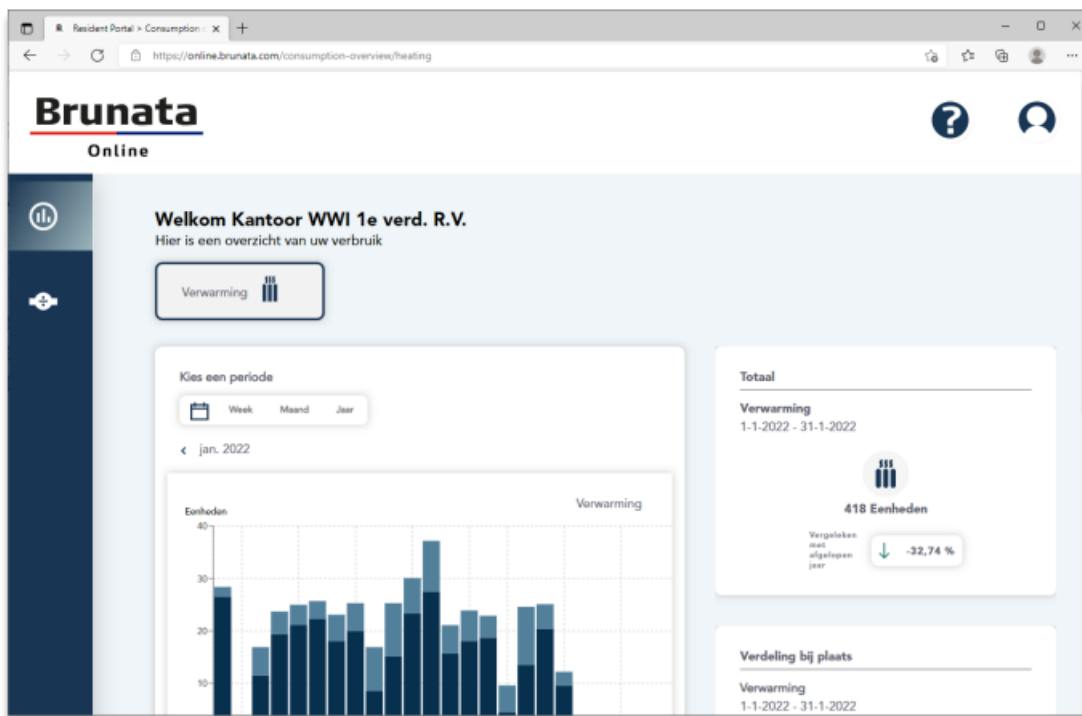 Resident Portal > Consumption
https://online.brunata.com/consumption-overview/heating
Brunata
Online
Welkom Kantoor WWI 1e verd. R.V.
Hier is een overzicht van uw verbruik
Verwarming
Kies een periode
Week Maand Jaar
jan. 2022
Verwarming
Eenheden
40
30
20
10
Totaal
Verwarming
1-1-2022 - 31-1-2022
418 Eenheden
Vergeleken
met
afgelopen
jaar
-32,74 %
Verdeling bij plaats
Verwarming
1-1-2022 - 31-1-2022